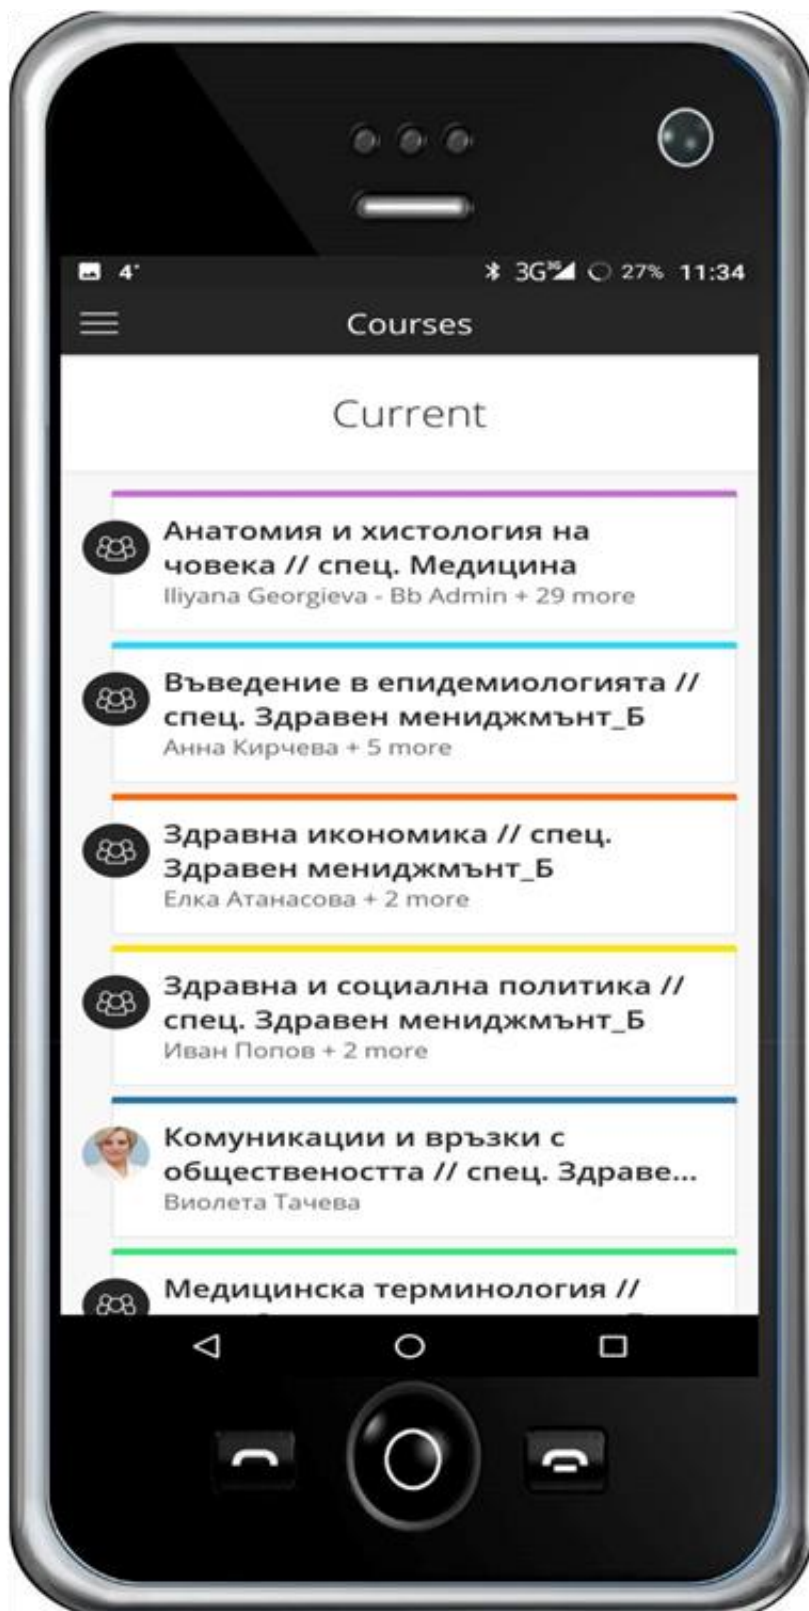 4°
3G 3G 27% 11:34
Courses
Current
Анатомия и хистология на
човека // спец. Медицина
Iliyana Georgieva - Bb Admin + 29 more
Въведение в епидемиологията //
спец. Здравен мениджмънт_Б
Анна Кирчева + 5 more
Здравна икономика // спец.
Здравен мениджмънт_Б
Елка Атанасова + 2 more
Здравна и социална политика //
спец. Здравен мениджмънт_Б
Иван Попов + 2 more
Комуникации и връзки с
обществеността // спец. Здраве...
Виолета Тачева
Медицинска терминология //